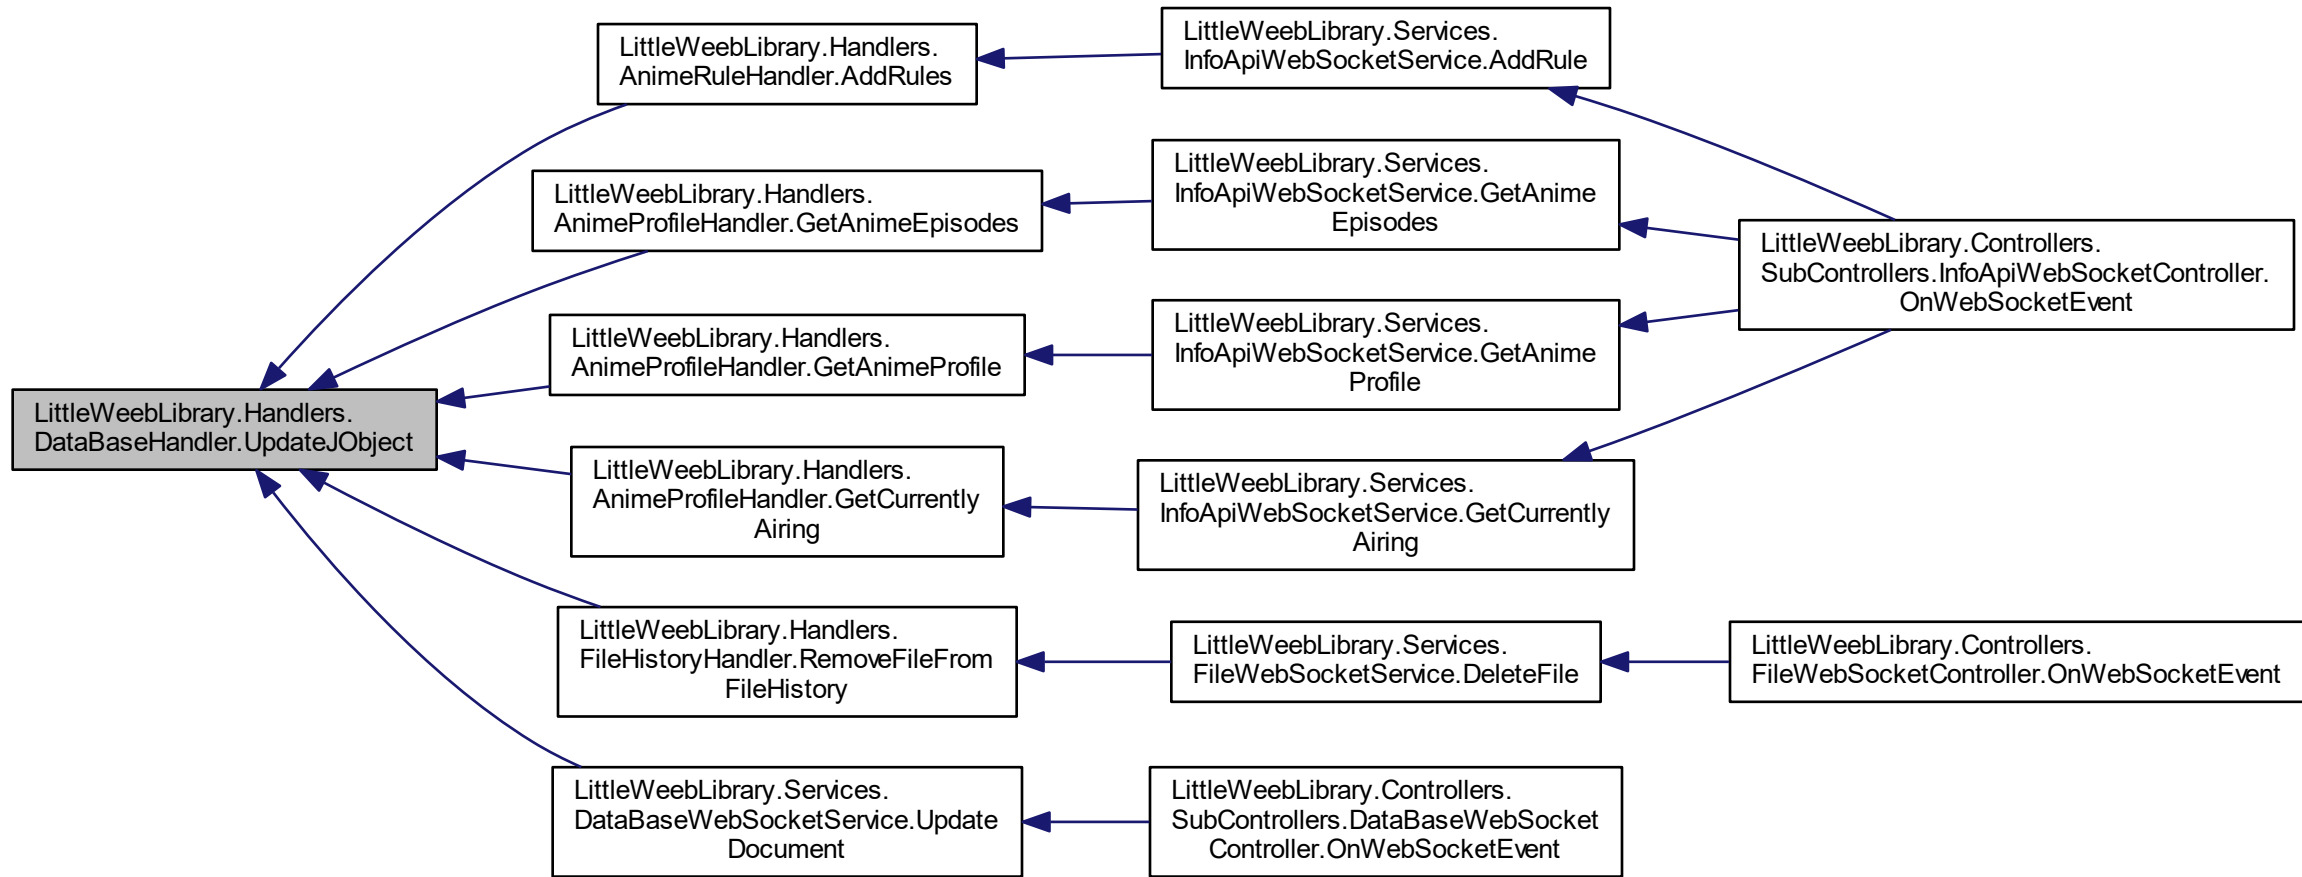 LittleWeebLibrary.Handlers.
DataBaseHandler.UpdateJObject
LittleWeebLibrary.Handlers.
AnimeRuleHandler.AddRules
LittleWeebLibrary.Services.
InfoApiWebSocketService.AddRule
LittleWeebLibrary.Handlers.
AnimeProfileHandler.GetAnimeEpisodes
LittleWeebLibrary.Services.
InfoApiWebSocketService.GetAnime
Episodes
LittleWeebLibrary.Controllers.
SubControllers.InfoApiWebSocketController.
OnWebSocketEvent
LittleWeebLibrary.Handlers.
AnimeProfileHandler.GetAnimeProfile
LittleWeebLibrary.Services.
InfoApiWebSocketService.GetAnime
Profile
LittleWeebLibrary.Handlers.
AnimeProfileHandler.GetCurrently
Airing
LittleWeebLibrary.Services.
InfoApiWebSocketService.GetCurrently
Airing
LittleWeebLibrary.Handlers.
FileHistoryHandler.RemoveFileFrom
FileHistory
LittleWeebLibrary.Services.
FileWebSocketService.DeleteFile
LittleWeebLibrary.Controllers.
FileWebSocketController.OnWebSocketEvent
LittleWeebLibrary.Services.
DataBaseWebSocketService.Update
Document
LittleWeebLibrary.Controllers.
SubControllers.DataBaseWebSocket
Controller.OnWebSocketEvent